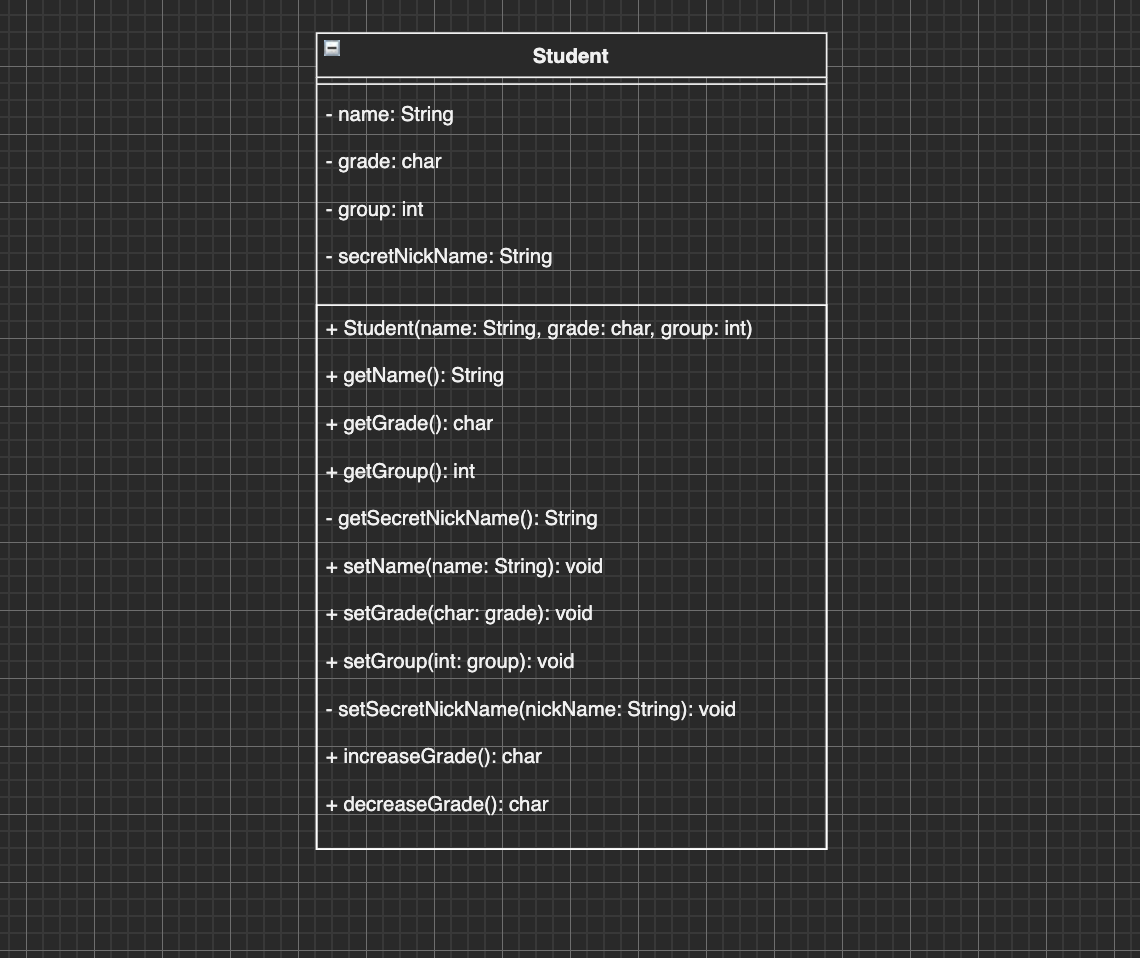 Student
- name: String
- grade: char
- group: int
- secretNickName: String
+ Student(name: String, grade: char, group: int)
+ getName(): String
+ getGrade(): char
+ getGroup(): int
- getSecretNickName(): String
+ setName(name: String): void
+ setGrade(char: grade): void
+ setGroup(int: group): void
- setSecretNickName(nickName: String): void
+ increaseGrade(): char
+ decreaseGrade(): char